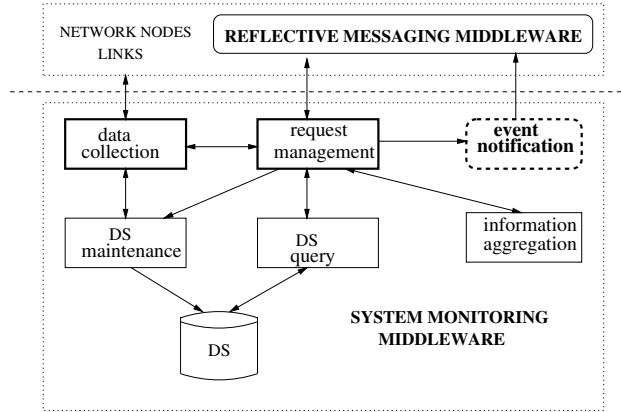 NETWORK NODES
LINKS
REFLECTIVE MESSAGING MIDDLEWARE
data
collection
request
management
event
notification
DS
maintenance
DS
query
information
aggregation
DS
SYSTEM MONITORING
MIDDLEWARE